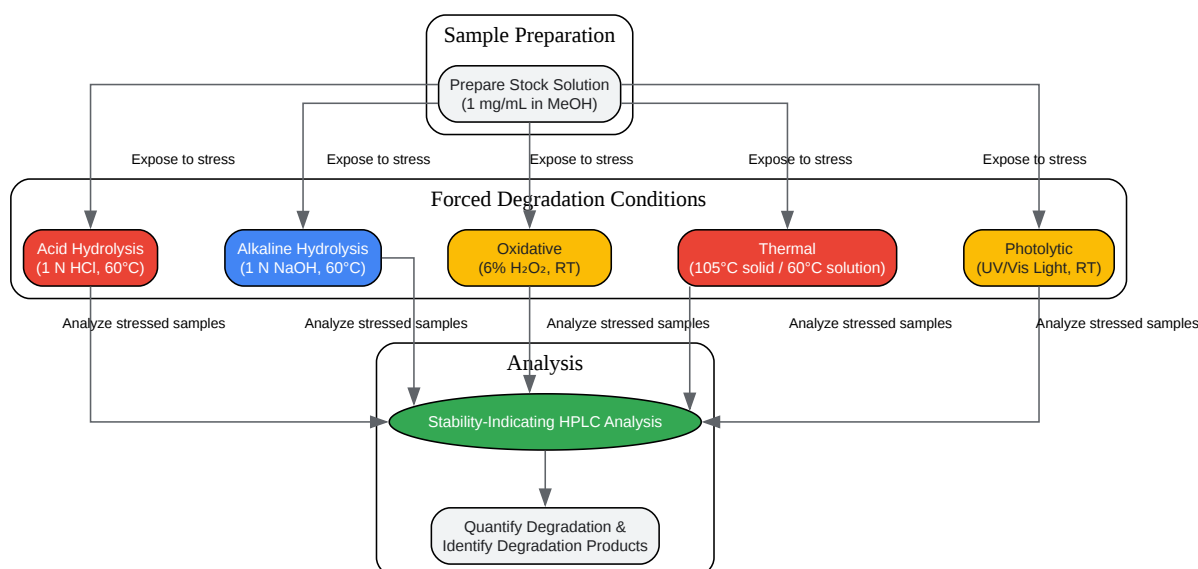 Sample Preparation
Prepare Stock Solution
(1 mg/mL in MeOH)
Expose to stress
Expose to stress
Expose to stress
Expose to stress
Expose to stress
Forced Degradation Conditions
Acid Hydrolysis
(1 N HCl, 60°C)
Alkaline Hydrolysis
(1 N NaOH, 60°C)
Oxidative
(6% H₂O₂, RT)
Thermal
(105°C solid / 60°C solution)
Photolytic
(UV/Vis Light, RT)
Analyze stressed samples
Analyze stressed samples
Analyze stressed samples
Analyze stressed samples
Analyze stressed samples
Analysis
Stability-Indicating HPLC Analysis
Quantify Degradation &
Identify Degradation Products